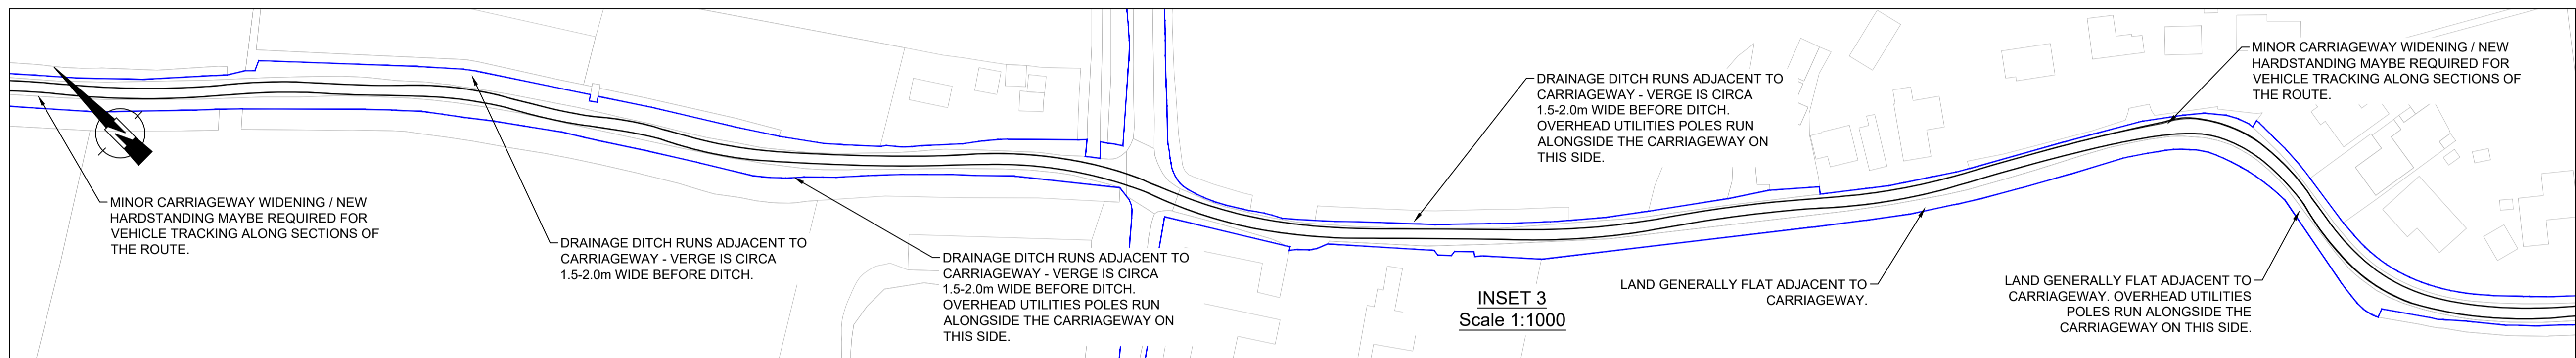 MINOR CARRIAGEWAY WIDENING / NEW
HARDSTANDING MAYBE REQUIRED FOR
VEHICLE TRACKING ALONG SECTIONS OF
THE ROUTE.
DRAINAGE DITCH RUNS ADJACENT TO
CARRIAGEWAY - VERGE IS CIRCA
1.5-2.0m WIDE BEFORE DITCH.
DRAINAGE DITCH RUNS ADJACENT TO
CARRIAGEWAY - VERGE IS CIRCA
1.5-2.0m WIDE BEFORE DITCH.
OVERHEAD UTILITIES POLES RUN
ALONGSIDE THE CARRIAGEWAY ON
THIS SIDE.
DRAINAGE DITCH RUNS ADJACENT TO
CARRIAGEWAY - VERGE IS CIRCA
1.5-2.0m WIDE BEFORE DITCH.
OVERHEAD UTILITIES POLES RUN
ALONGSIDE THE CARRIAGEWAY ON
THIS SIDE.
INSET 3
Scale 1:1000
LAND GENERALLY FLAT ADJACENT TO
CARRIAGEWAY.
MINOR CARRIAGEWAY WIDENING / NEW
HARDSTANDING MAYBE REQUIRED FOR
VEHICLE TRACKING ALONG SECTIONS OF
THE ROUTE.
LAND GENERALLY FLAT ADJACENT TO
CARRIAGEWAY. OVERHEAD UTILITIES
POLES RUN ALONGSIDE THE
CARRIAGEWAY ON THIS SIDE.